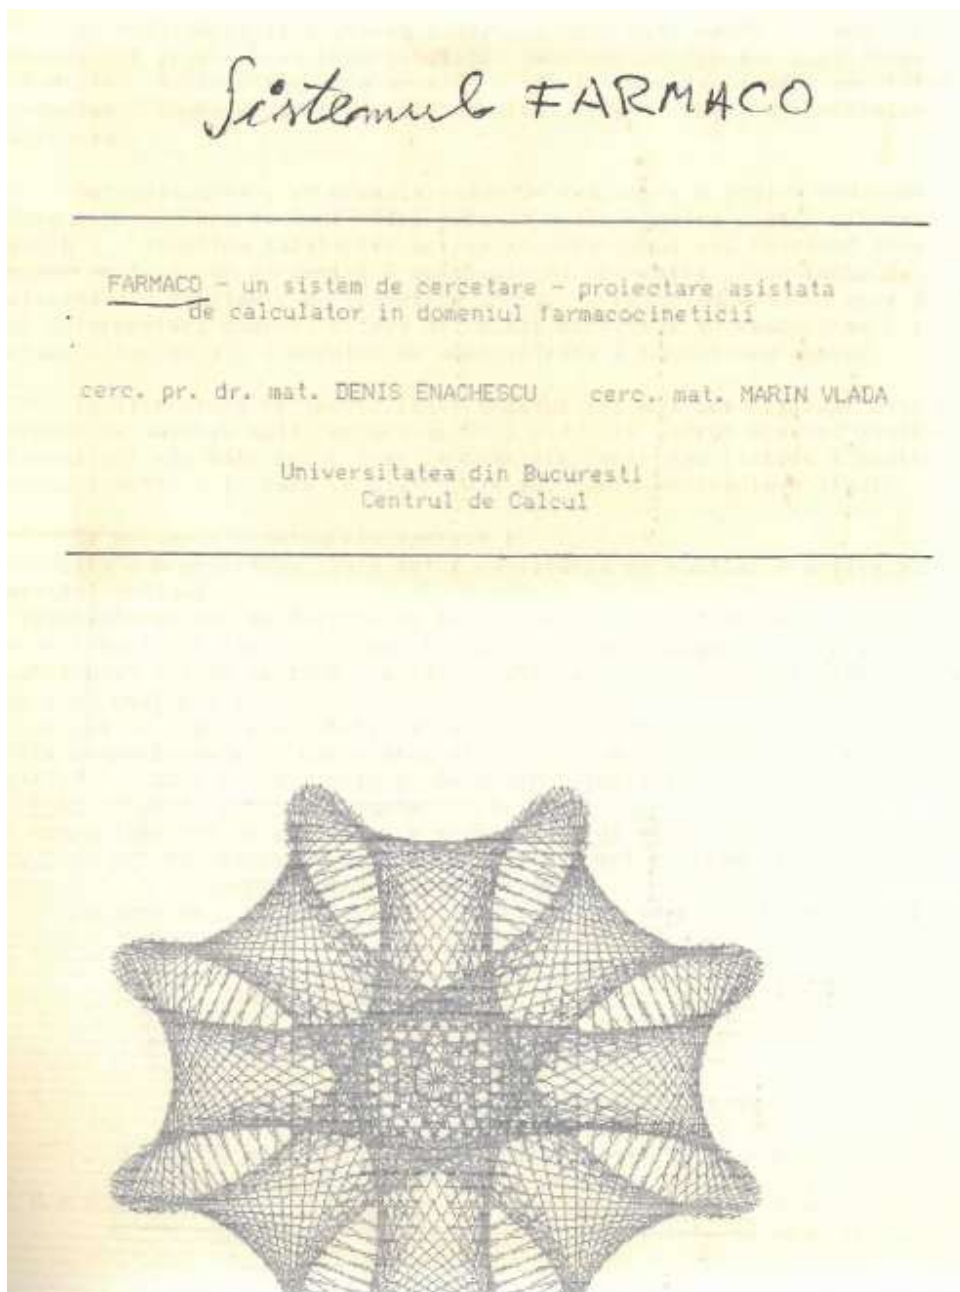 Sistemul FARMACO
FARMACO - un sistem de cercetare - proiectare asistata
de calculator in domeniul farmacocineticii
cerc. pr. dr. mat. DENIS ENACHESCU cerc. mat. MARIN VLADA
Universitatea din Bucuresti
Centrul de Calcul